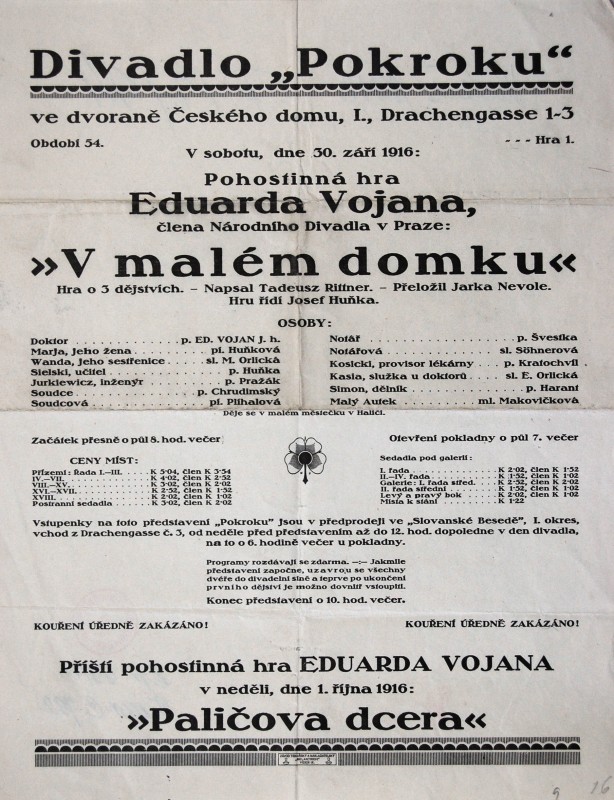 Divadlo „Pokroku“
ve dvoraně Českého domu, I., Drachengasse 1-3
Období 54.
- - - Hra 1.
V sobotu, dne 30. září 1916:
Pohostinná hra
Eduarda Vojana,
člena Národního Divadla v Praze:
»V malém domku«
Hra o 3 dějstvích. – Napsal Tadeusz Rittner. – Přeložil Jarka Nevole.
Hru řídí Josef Huňka.
OSOBY:
Doktor . . . . . . . . . . . p. ED. VOJAN J. h.
Marja, jeho žena . . . . . . . . . pí. Huňková
Wanda, jeho sestřenice . . . . sl. M. Orlická
Sielski, učitel . . . . . . . . . . . p. Huňka
Jurkiewicz, inženýr . . . . . . . . p. Pražák
Soudce . . . . . . . . . . . p. Chrudimský
Soudcová . . . . . . . . . . . pí. Plíhalová
Notář . . . . . . . . . . . . . p. Švestka
Notářová . . . . . . . . . . sl. Söhnerová
Kosický, provisor lékárny . . p. Kratochvíl
Kasia, služka u doktorů . . . sl. E. Orlická
Simon, dělník . . . . . . . . . p. Harant
Malý Autek . . . . . . . ml. Makovičková
Děje se v malém městečku v Haliči.
Začátek přesně o půl 8. hod. večer
Otevření pokladny o půl 7. večer
CENY MÍST:
Přízemí: Řada I.–III. . . . . K 5·04, člen K 3·54
IV.–VII. . . . . K 4·02, člen K 2·52
VIII.–XV. . . . . K 3·02, člen K 2·02
XVI.–XVII. . . . . K 2·52, člen K 1·52
XVIII. . . . . K 2·02, člen K 1·02
Postranní sedadla . . . . K 3·02, člen K 2·02
Sedadla pod galerií:
I. řada . . . . K 2·02, člen K 1·52
II.–IV. řada . . . . K 1·52, člen K 1·02
Galerie: I. řada střed. . . . . K 2·52, člen K 2·02
II. řada střední . . . . K 1·52, člen K 1·02
Levý a pravý bok . . . . K 2·02, člen K 1·02
Místa k stání . . . . K 1·22
Vstupenky na toto představení „Pokroku” jsou v předprodeji ve „Slovanské Besedě”, I. okres,
vchod z Drachengasse č. 3, od neděle před představením až do 12. hod. dopoledne v den divadla,
na to o 6. hodině večer u pokladny.
Programy rozdávají se zdarma. –:– Jakmile
představení započne, uzavrou se všechny
dvéře do divadelní síně a teprve po ukončení
prvního dějství je možno dovnitř vstoupiti.
Konec představení o 10. hod. večer.
KOUŘENÍ ÚŘEDNĚ ZAKÁZÁNO!
KOUŘENÍ ÚŘEDNĚ ZAKÁZÁNO!
Příští pohostinná hra EDUARDA VOJANA
v neděli, dne 1. října 1916:
»Paličova dcera«